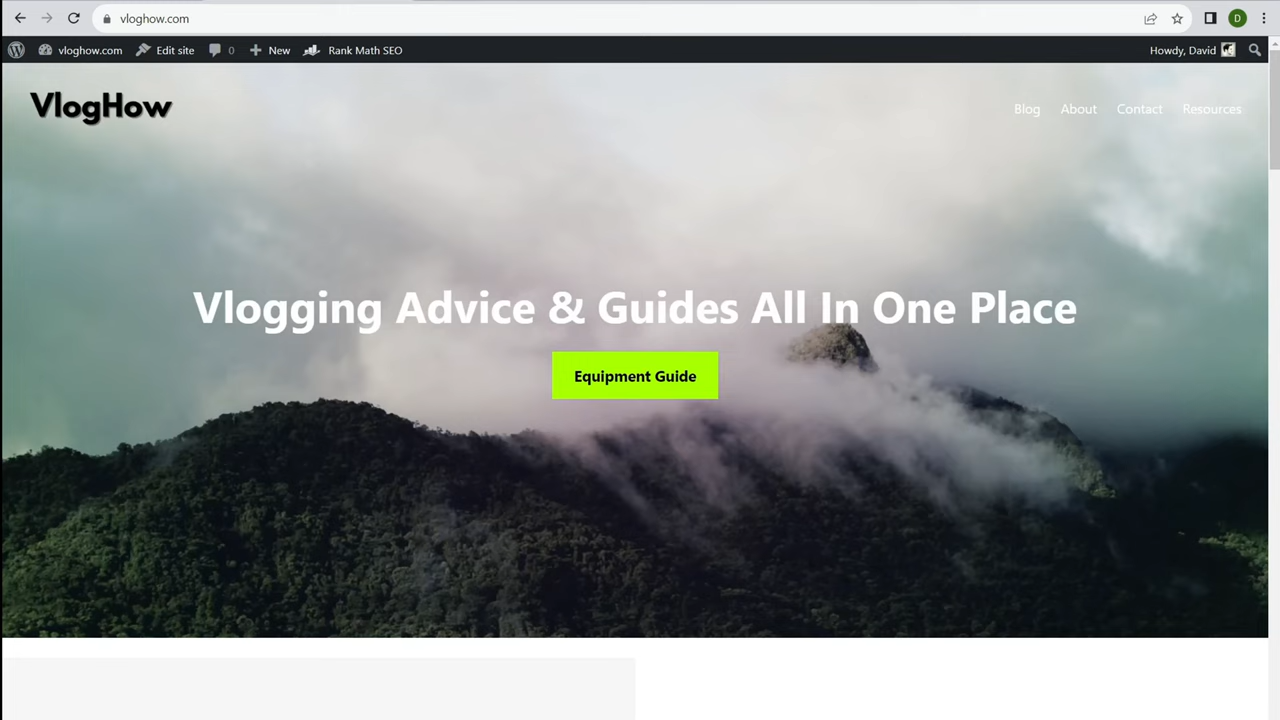 vloghow.com
D
vloghow.com Edit site 0 New Rank Math SEO Howdy, David
VlogHow Blog About Contact Resources
Vlogging Advice & Guides All In One Place
Equipment Guide